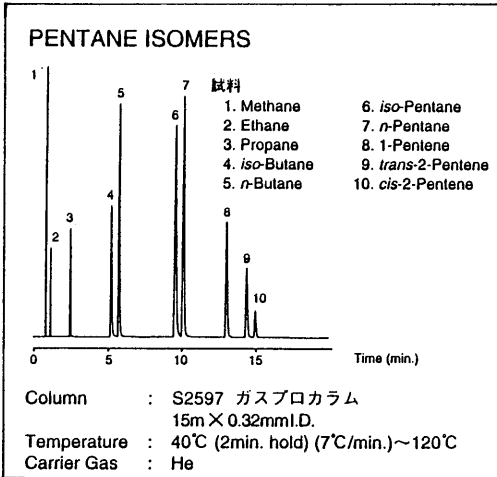 PENTANE ISOMERS
試料
1. Methane
2. Ethane
3. Propane
4. iso-Butane
5. n-Butane
6. iso-Pentane
7. n-Pentane
8. 1-Pentene
9. trans-2-Pentene
10. cis-2-Pentene
1
2
3
4
5
6
7
8
9
10
0 5 10 15 Time (min.)
Column : S2597 ガスプロカラム
15m×0.32mmI.D.
Temperature : 40℃ (2min. hold) (7℃/min.)～120℃
Carrier Gas : He